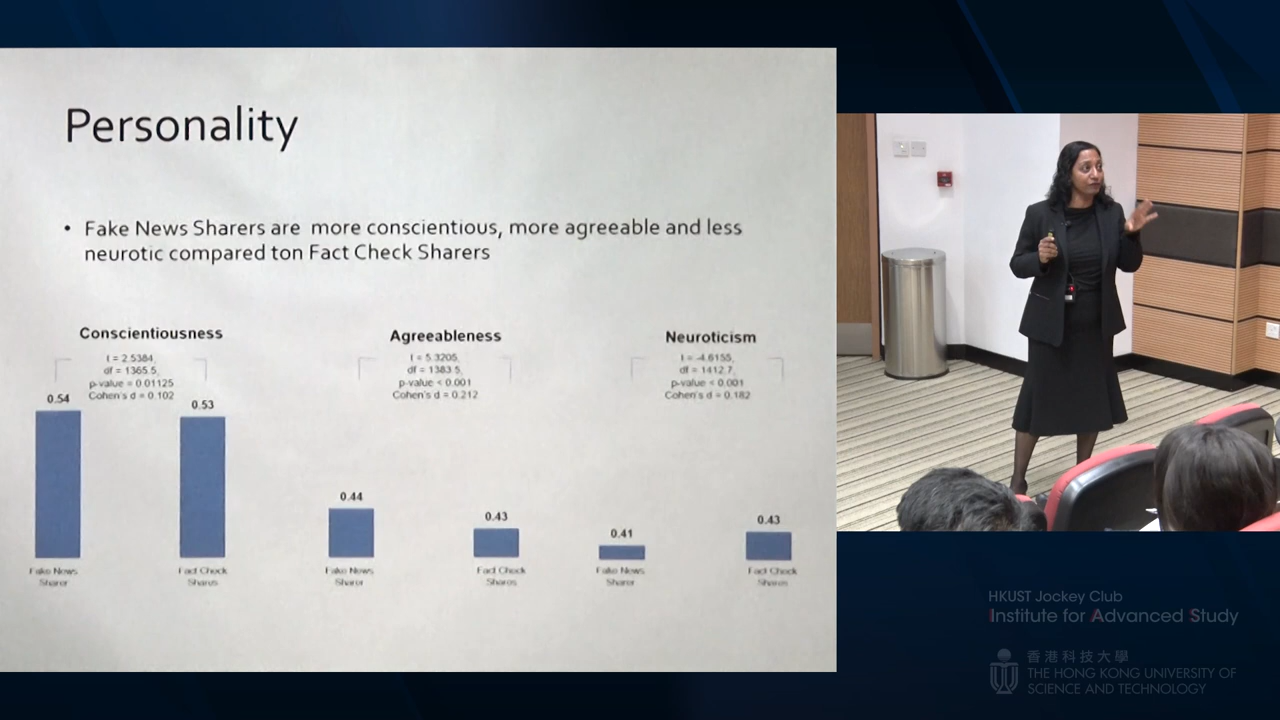 Personality
• Fake News Sharers are more conscientious, more agreeable and less
neurotic compared ton Fact Check Sharers
Conscientiousness
t = 2.5384,
df = 1365.5,
p-value = 0.01125
Cohen's d = 0.102
0.54
0.53
Fake News
Sharer
Fact Check
Shares
Agreeableness
t = 5.3205,
df = 1383.5,
p-value < 0.001
Cohen's d = 0.212
0.44
0.43
Fake News
Sharer
Fact Check
Shares
Neuroticism
t = -4.6155,
df = 1412.7,
p-value < 0.001
Cohen's d = 0.182
0.41
0.43
Fake News
Sharer
Fact Check
Shares
HKUST Jockey Club
Institute for Advanced Study
香港科技大學
THE HONG KONG UNIVERSITY OF
SCIENCE AND TECHNOLOGY